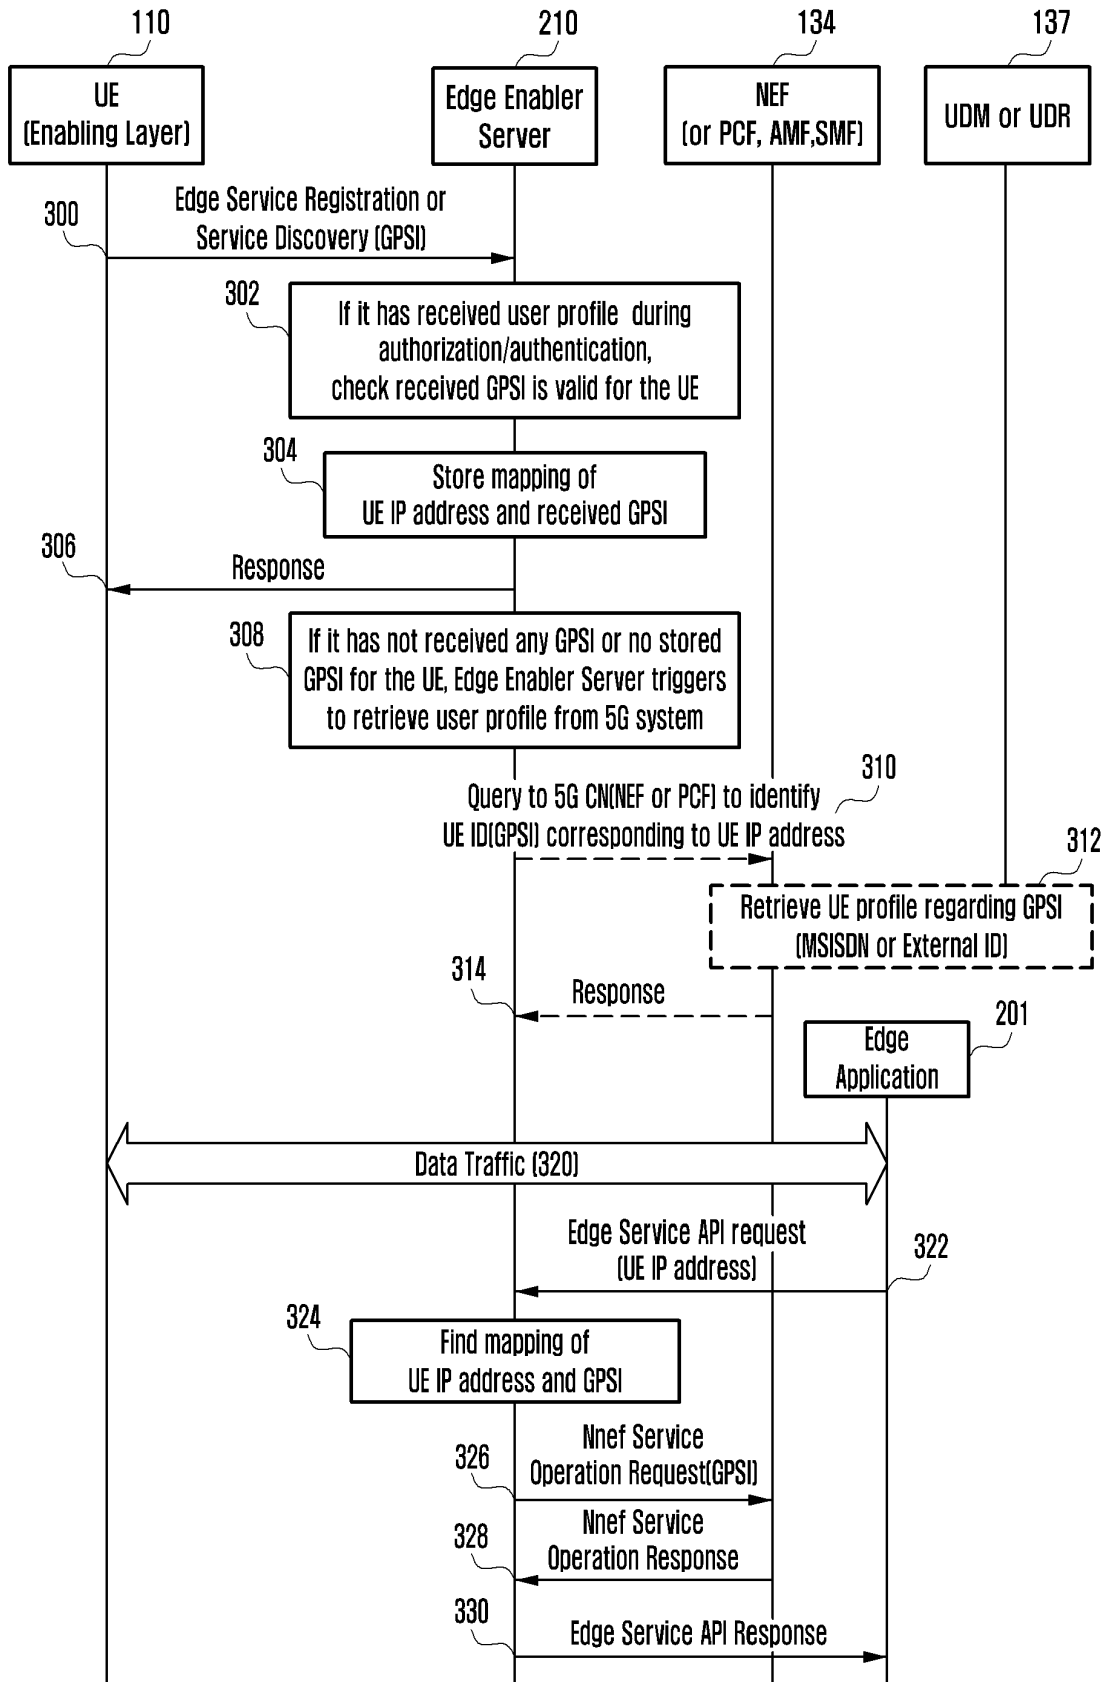 110
210
134
137
UE
(Enabling Layer)
Edge Enabler
Server
NEF
(or PCF, AMF,SMF)
UDM or UDR
300
Edge Service Registration or
Service Discovery (GPSI)
302
If it has received user profile during
authorization/authentication,
check received GPSI is valid for the UE
304
Store mapping of
UE IP address and received GPSI
306
Response
308
If it has not received any GPSI or no stored
GPSI for the UE, Edge Enabler Server triggers
to retrieve user profile from 5G system
310
Query to 5G CN(NEF or PCF) to identify
UE ID(GPSI) corresponding to UE IP address
312
Retrieve UE profile regarding GPSI
(MSISDN or External ID)
314
Response
201
Edge
Application
Data Traffic (320)
Edge Service API request
(UE IP address)
322
324
Find mapping of
UE IP address and GPSI
326
Nnef Service
Operation Request(GPSI)
328
Nnef Service
Operation Response
330
Edge Service API Response